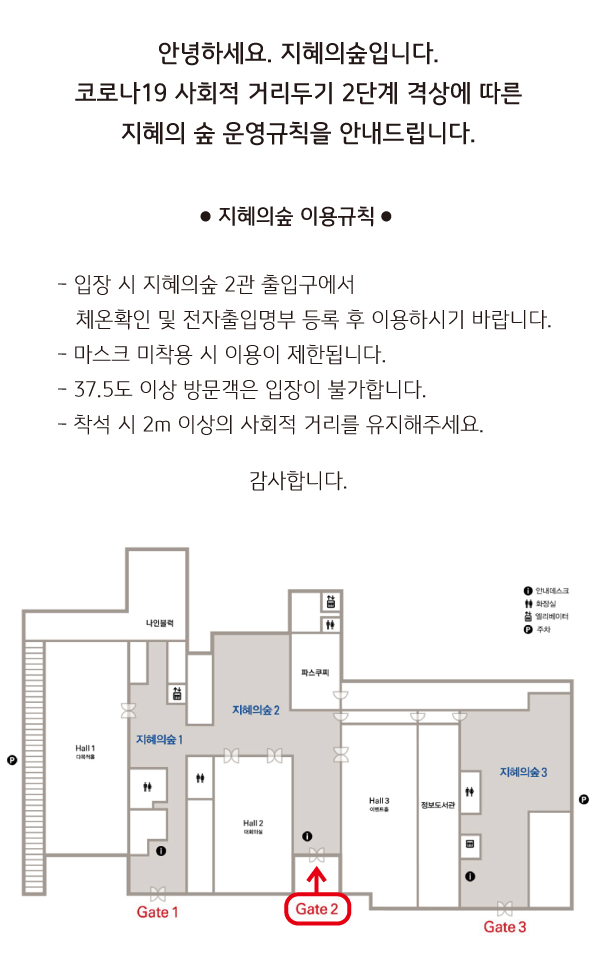 안녕하세요. 지혜의숲입니다.
코로나19 사회적 거리두기 2단계 격상에 따른
지혜의 숲 운영규칙을 안내드립니다.
● 지혜의숲 이용규칙 ●
- 입장 시 지혜의숲 2관 출입구에서
체온확인 및 전자출입명부 등록 후 이용하시기 바랍니다.
- 마스크 미착용 시 이용이 제한됩니다.
- 37.5도 이상 방문객은 입장이 불가합니다.
- 착석 시 2m 이상의 사회적 거리를 유지해주세요.
감사합니다.
i 안내데스크
화장실
엘리베이터
P 주차
나인블럭
파스쿠찌
지혜의숲 2
지혜의숲 1
Hall 1
다목적홀
P
지혜의숲 3
Hall 2
대회의실
Hall 3
이벤트홀
정보도서관
P
i
i
i
Gate 1
Gate 2
Gate 3